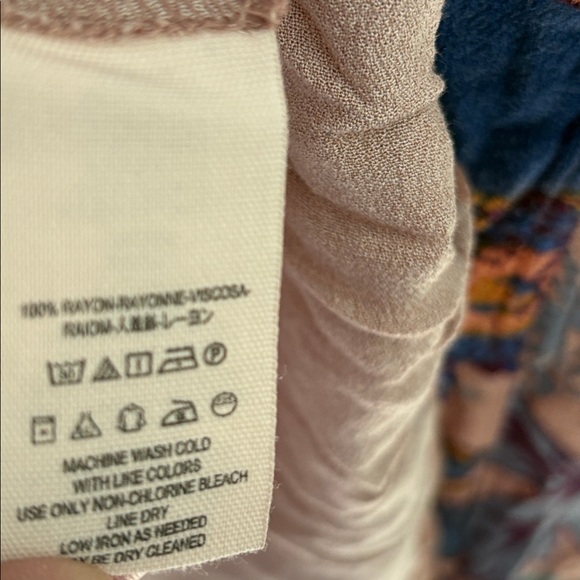 100% RAYON-RAYONNE-VISCOSA-
RAIOM-人造絲-レーヨン
MACHINE WASH COLD
WITH LIKE COLORS
USE ONLY NON-CHLORINE BLEACH
LINE DRY
LOW IRON AS NEEDED
BE DRY CLEANED